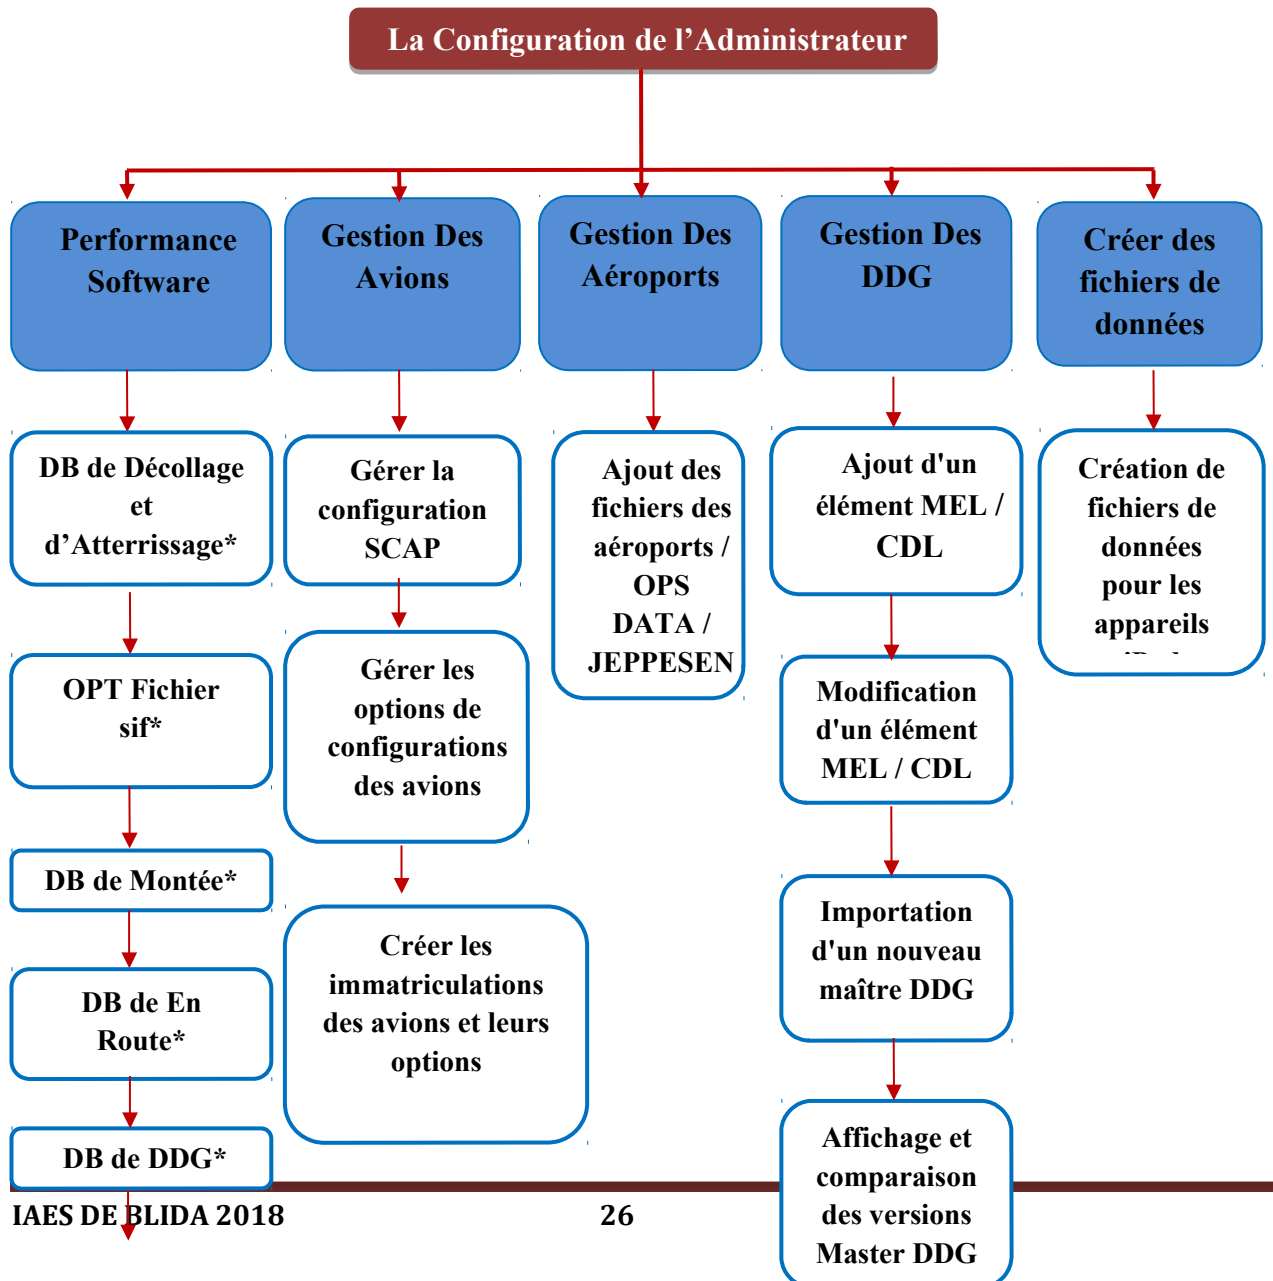 La Configuration de l'Administrateur
Performance
Software
Gestion Des
Avions
Gestion Des
Aéroports
Gestion Des
DDG
Créer des
fichiers de
données
DB de Décollage
et
d'Atterrissage*
OPT Fichier
sif*
DB de Montée*
DB de En
Route*
DB de DDG*
Gérer la
configuration
SCAP
Gérer les
options de
configurations
des avions
Créer les
immatriculations
des avions et leurs
options
Ajout des
fichiers des
aéroports /
OPS
DATA /
JEPPESEN
Ajout d'un
élément MEL /
CDL
Modification
d'un élément
MEL / CDL
Importation
d'un nouveau
maître DDG
Affichage et
comparaison
des versions
Master DDG
Création de
fichiers de
données
pour les
appareils
IAES DE BLIDA 2018
26